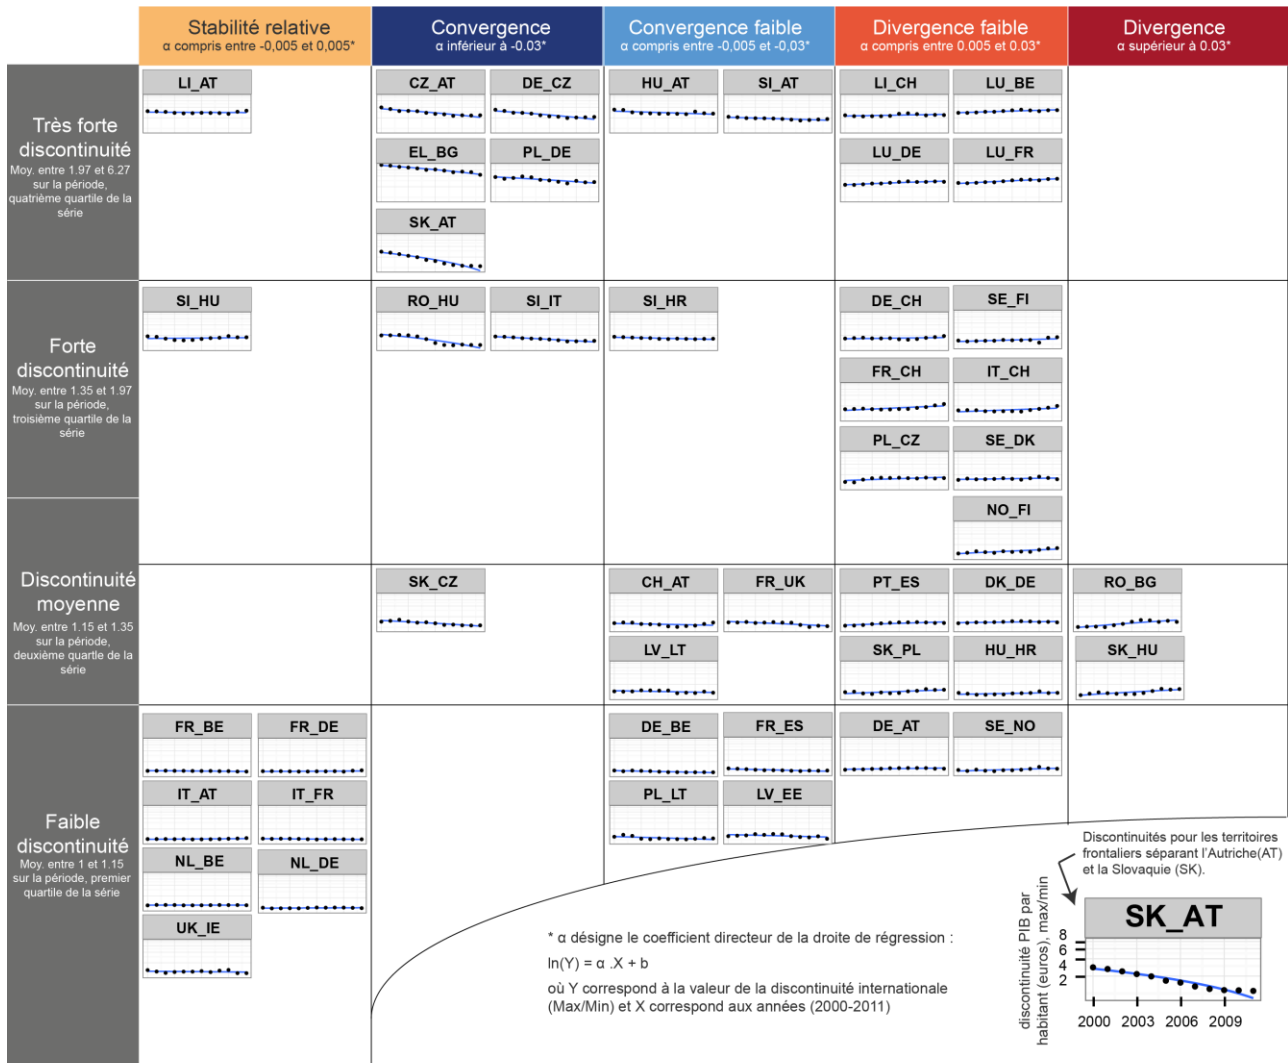 Stabilité relative
α compris entre -0,005 et 0,005*
Convergence
α inférieur à -0.03*
Convergence faible
α compris entre -0,005 et -0,03*
Divergence faible
α compris entre 0.005 et 0.03*
Divergence
α supérieur à 0.03*
Très forte
discontinuité
Moy. entre 1.97 et 6.27
sur la période,
quatrième quartile de la
série
LI_AT
CZ_AT
DE_CZ
HU_AT
SI_AT
LI_CH
LU_BE
EL_BG
PL_DE
LU_DE
LU_FR
SK_AT
Forte
discontinuité
Moy. entre 1.35 et 1.97
sur la période,
troisième quartile de la
série
SI_HU
RO_HU
SI_IT
SI_HR
DE_CH
SE_FI
FR_CH
IT_CH
PL_CZ
SE_DK
NO_FI
Discontinuité
moyenne
Moy. entre 1.15 et 1.35
sur la période,
deuxième quartle de la
série
SK_CZ
CH_AT
FR_UK
PT_ES
DK_DE
RO_BG
LV_LT
SK_PL
HU_HR
SK_HU
Faible
discontinuité
Moy. entre 1 et 1.15
sur la période, premier
quartile de la série
FR_BE
FR_DE
DE_BE
FR_ES
DE_AT
SE_NO
IT_AT
IT_FR
PL_LT
LV_EE
NL_BE
NL_DE
UK_IE
* α désigne le coefficient directeur de la droite de régression :
ln(Y) = α .X + b
où Y correspond à la valeur de la discontinuité internationale
(Max/Min) et X correspond aux années (2000-2011)
Discontinuités pour les territoires
frontaliers séparant l'Autriche(AT)
et la Slovaquie (SK).
SK_AT
discontinuité PIB par
habitant (euros), max/min
8
6
4
2
2000 2003 2006 2009